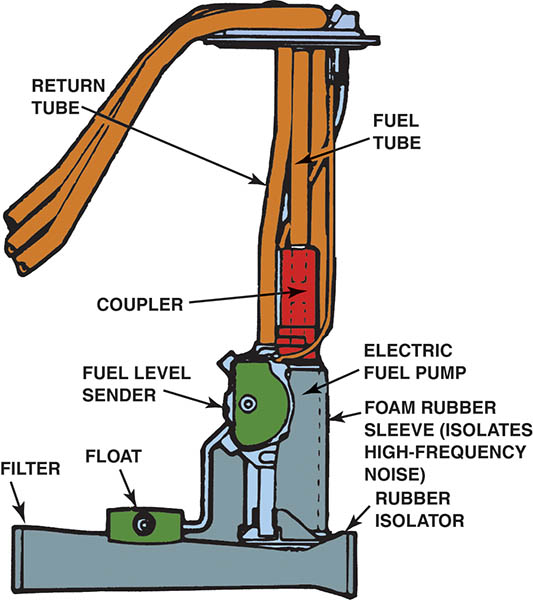 RETURN
TUBE
FUEL
TUBE
COUPLER
FUEL LEVEL
SENDER
ELECTRIC
FUEL PUMP
FOAM RUBBER
SLEEVE (ISOLATES
HIGH-FREQUENCY
NOISE)
FILTER
FLOAT
RUBBER
ISOLATOR